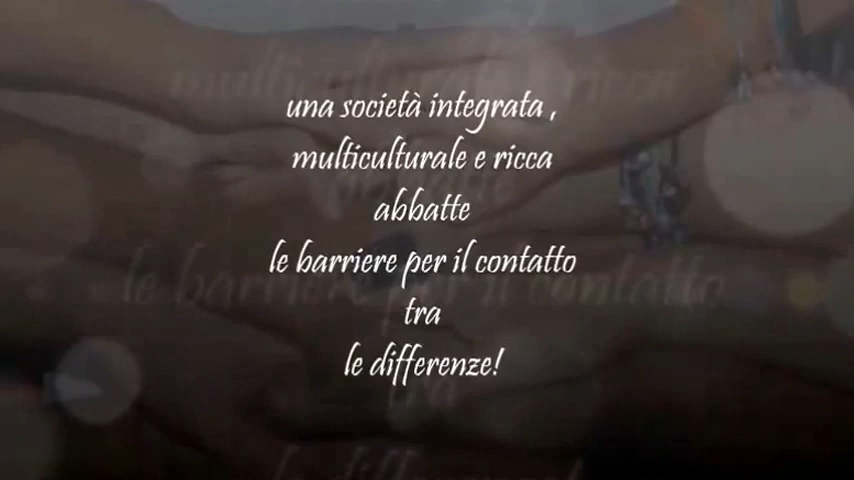 una società integrata ,
multiculturale e ricca
abbatte
le barriere per il contatto
tra
le differenze!